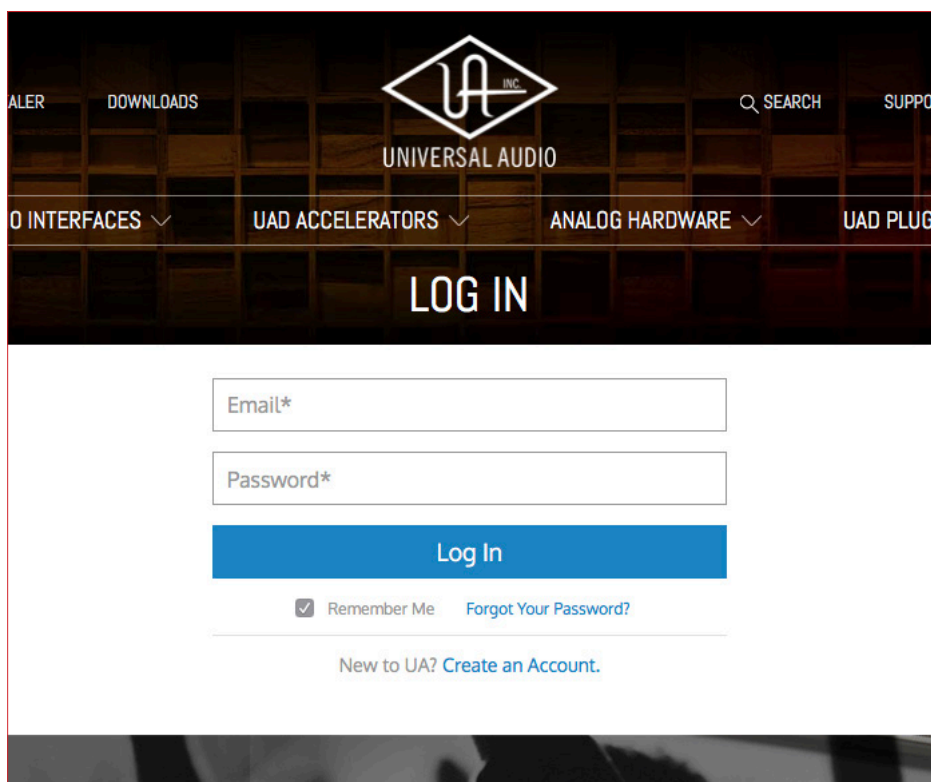 ALER DOWNLOADS
UA INC.
SEARCH SUPPO
UNIVERSAL AUDIO
O INTERFACES UAD ACCELERATORS ANALOG HARDWARE UAD PLUG
LOG IN
Email*
Password*
Log In
Remember Me Forgot Your Password?
New to UA? Create an Account.